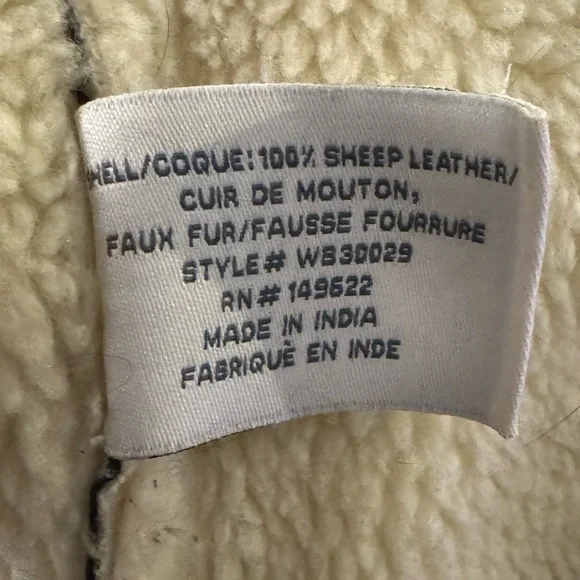 HELL/COQUE: 100% SHEEP LEATHER/
CUIR DE MOUTON,
FAUX FUR/FAUSSE FOURRURE
STYLE# WB30029
RN# 149622
MADE IN INDIA
FABRIQUÈ EN INDE